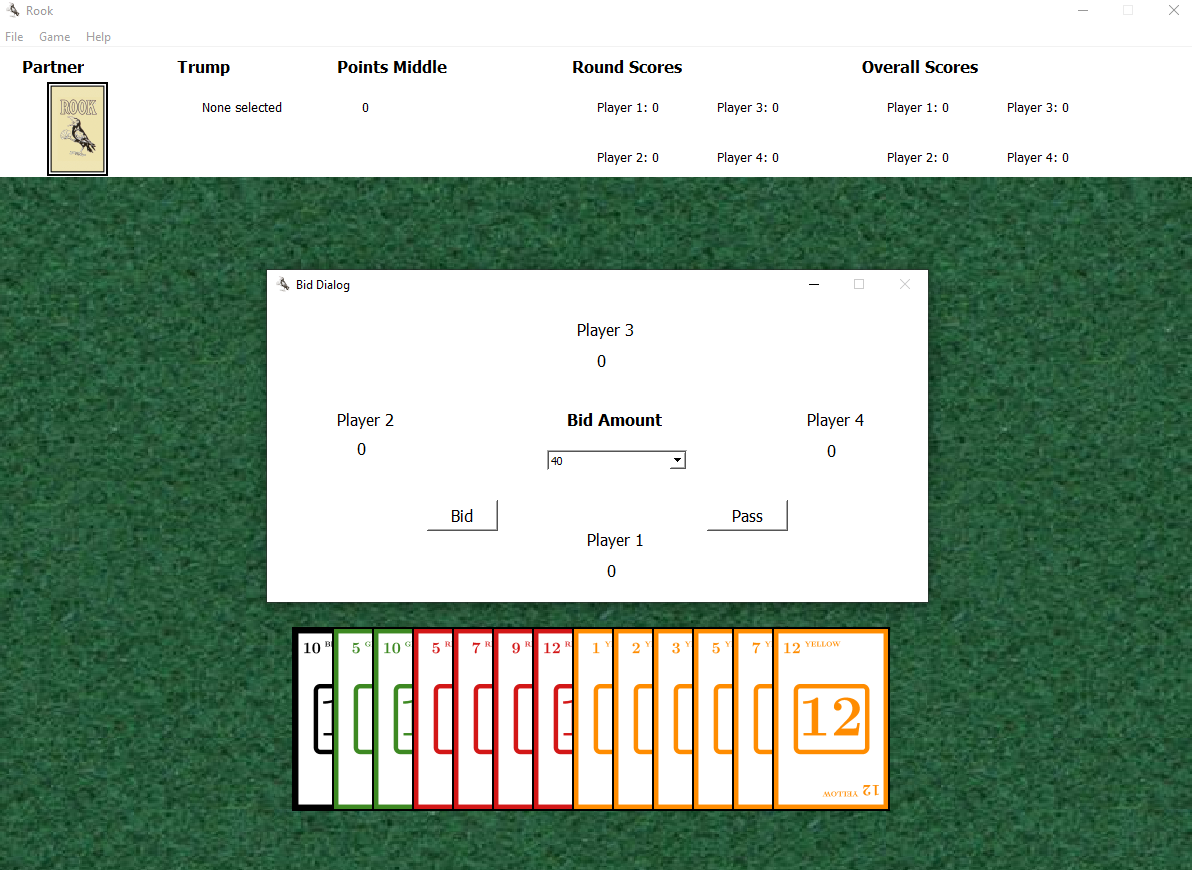 Rook
File Game Help
Partner Trump Points Middle Round Scores Overall Scores
ROOK
None selected 0 Player 1: 0 Player 3: 0 Player 1: 0 Player 3: 0
Player 2: 0 Player 4: 0 Player 2: 0 Player 4: 0
Bid Dialog
Player 3
0
Player 2 Bid Amount Player 4
0 40 0
Bid Pass
Player 1
0
10 B 5 G 10 G 5 R 7 R 9 R 12 R 1 Y 2 Y 3 Y 5 Y 7 Y 12 YELLOW
12
12 YELLOW